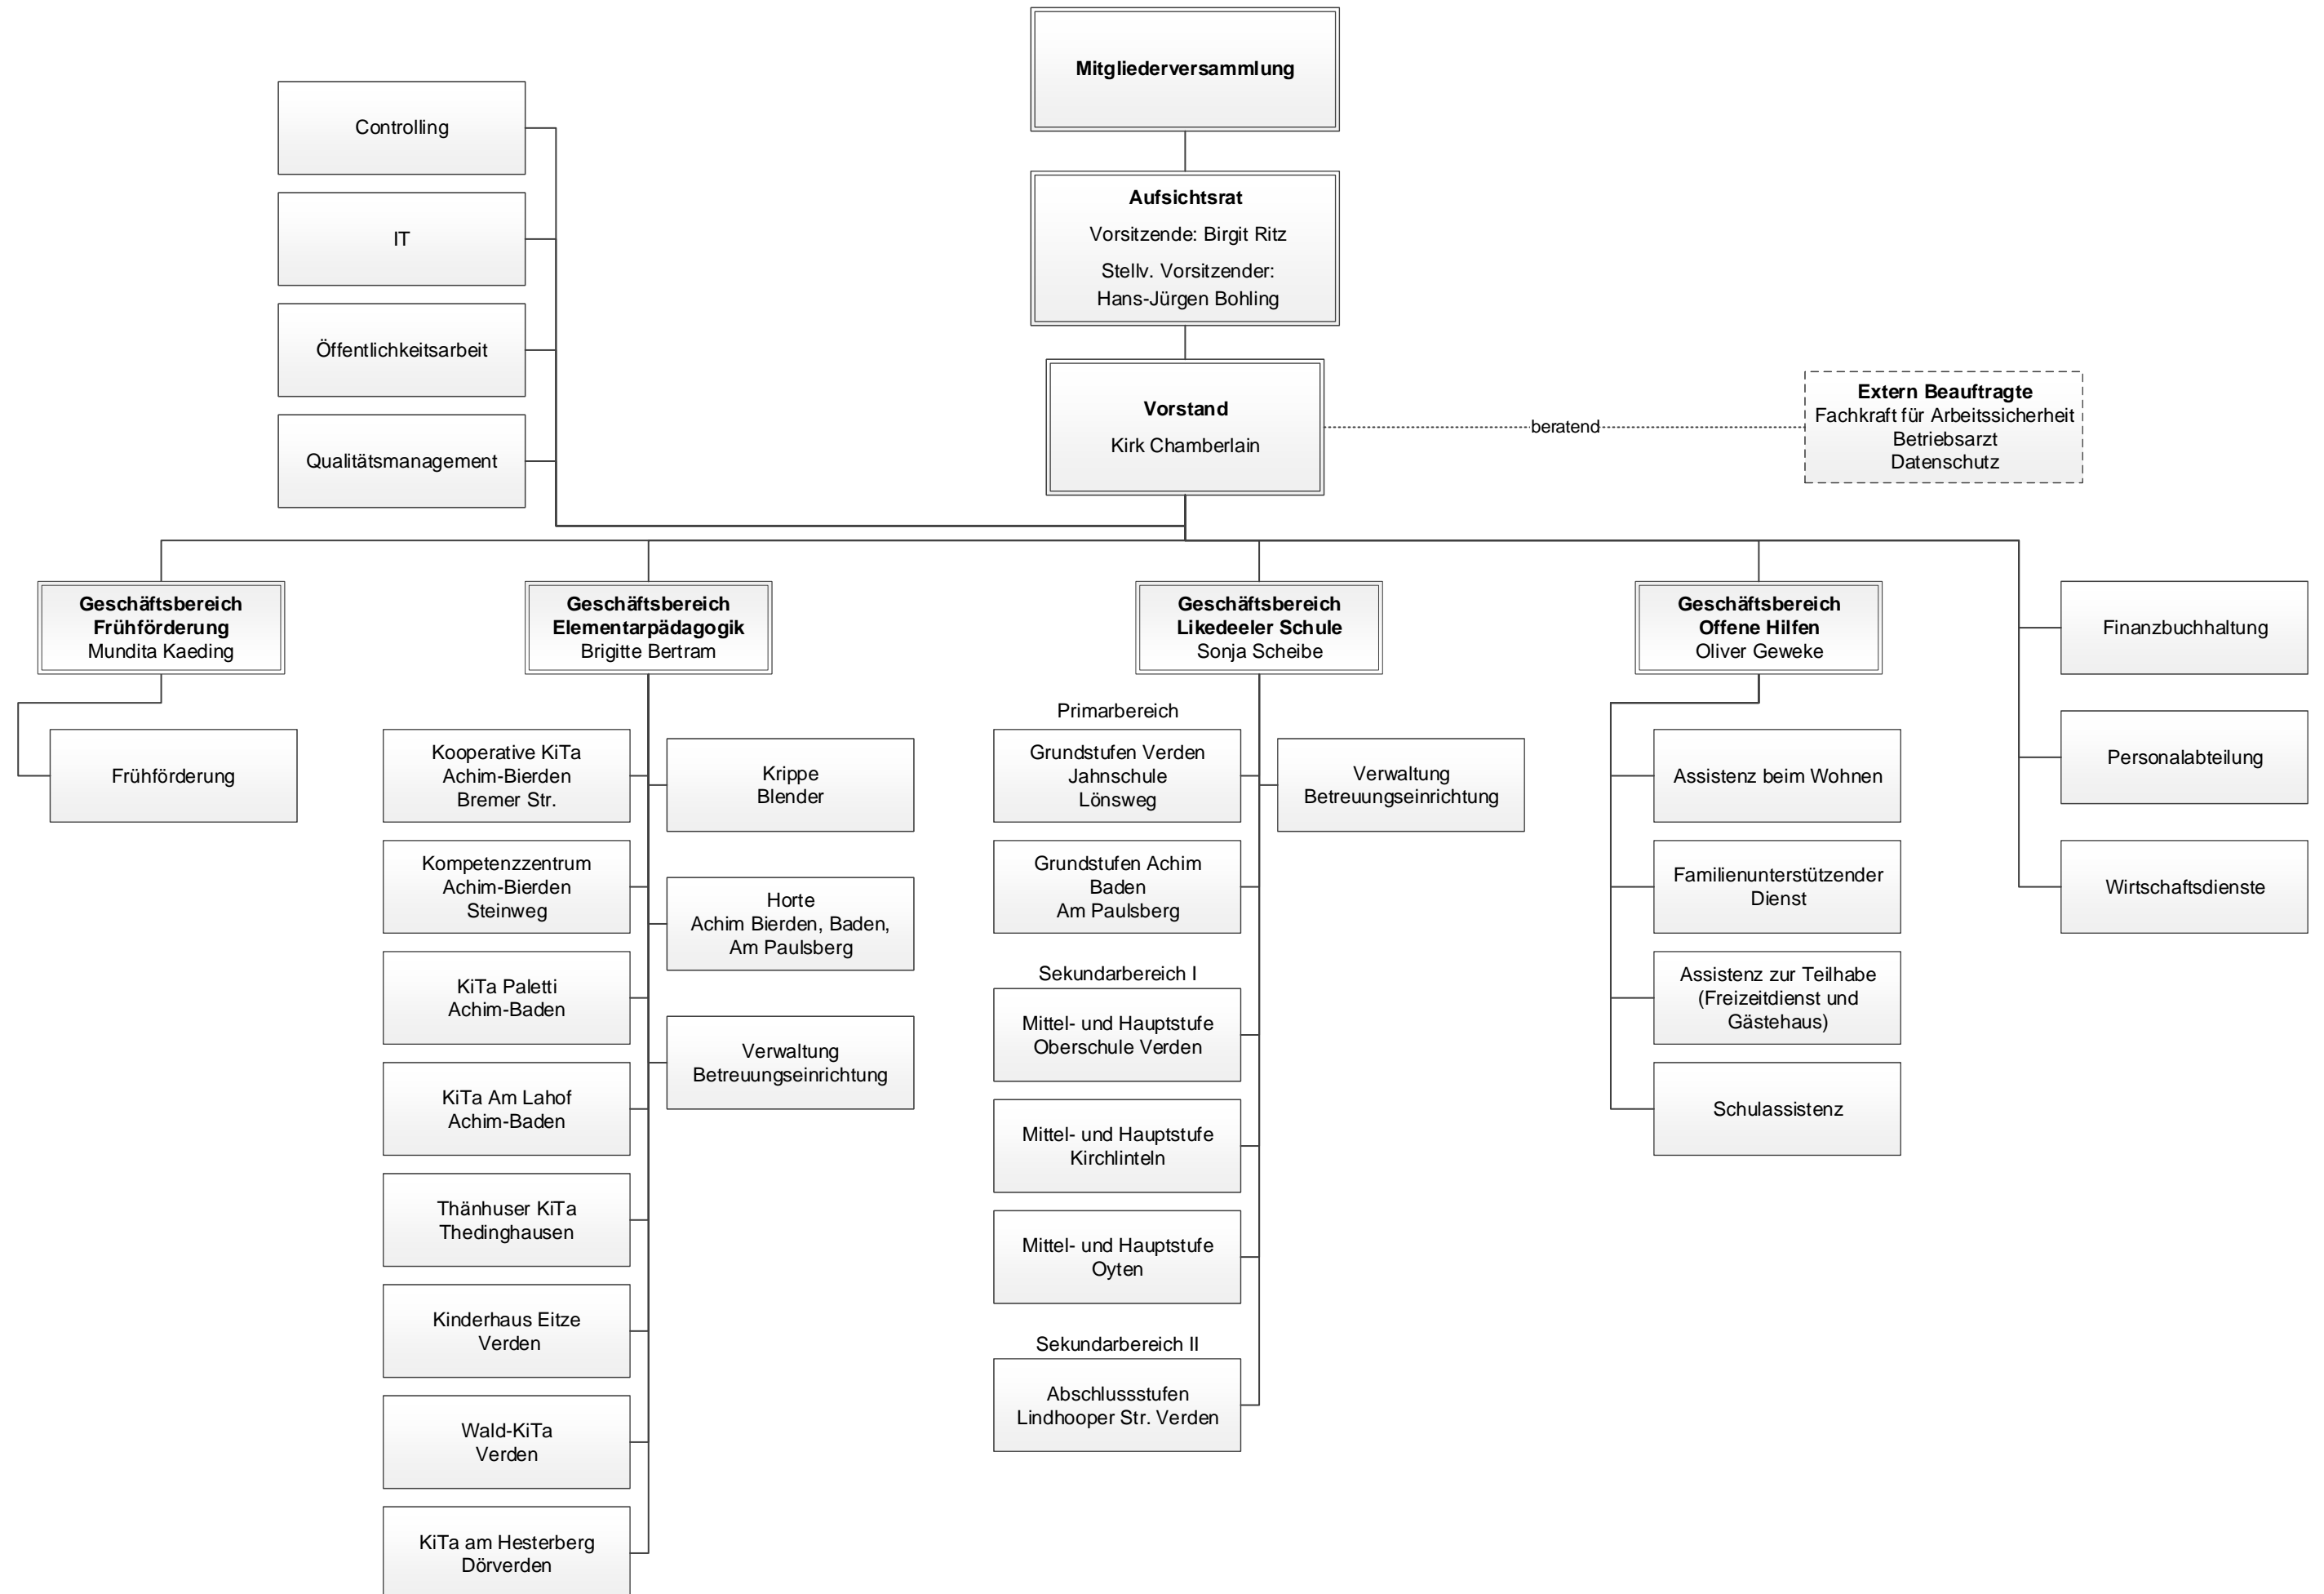 Mitgliederversammlung
Controlling
IT
Öffentlichkeitsarbeit
Qualitätsmanagement
Aufsichtsrat
Vorsitzende: Birgit Ritz
Stellv. Vorsitzender:
Hans-Jürgen Bohling
Vorstand
Kirk Chamberlain
beratend
Extern Beauftragte
Fachkraft für Arbeitssicherheit
Betriebsarzt
Datenschutz
Geschäftsbereich
Frühförderung
Mundita Kaeding
Frühförderung
Geschäftsbereich
Elementarpädagogik
Brigitte Bertram
Kooperative KiTa
Achim-Bierden
Bremer Str.
Kompetenzzentrum
Achim-Bierden
Steinweg
KiTa Paletti
Achim-Baden
KiTa Am Lahof
Achim-Baden
Thänhuser KiTa
Thedinghausen
Kinderhaus Eitze
Verden
Wald-KiTa
Verden
KiTa am Hesterberg
Dörverden
Krippe
Blender
Horte
Achim Bierden, Baden,
Am Paulsberg
Verwaltung
Betreuungseinrichtung
Geschäftsbereich
Likedeeler Schule
Sonja Scheibe
Primarbereich
Grundstufen Verden
Jahnschule
Lönsweg
Grundstufen Achim
Baden
Am Paulsberg
Sekundarbereich I
Mittel- und Hauptstufe
Oberschule Verden
Mittel- und Hauptstufe
Kirchlinteln
Mittel- und Hauptstufe
Oyten
Sekundarbereich II
Abschlussstufen
Lindhooper Str. Verden
Verwaltung
Betreuungseinrichtung
Geschäftsbereich
Offene Hilfen
Oliver Geweke
Assistenz beim Wohnen
Familienunterstützender
Dienst
Assistenz zur Teilhabe
(Freizeitdienst und
Gästehaus)
Schulassistenz
Finanzbuchhaltung
Personalabteilung
Wirtschaftsdienste